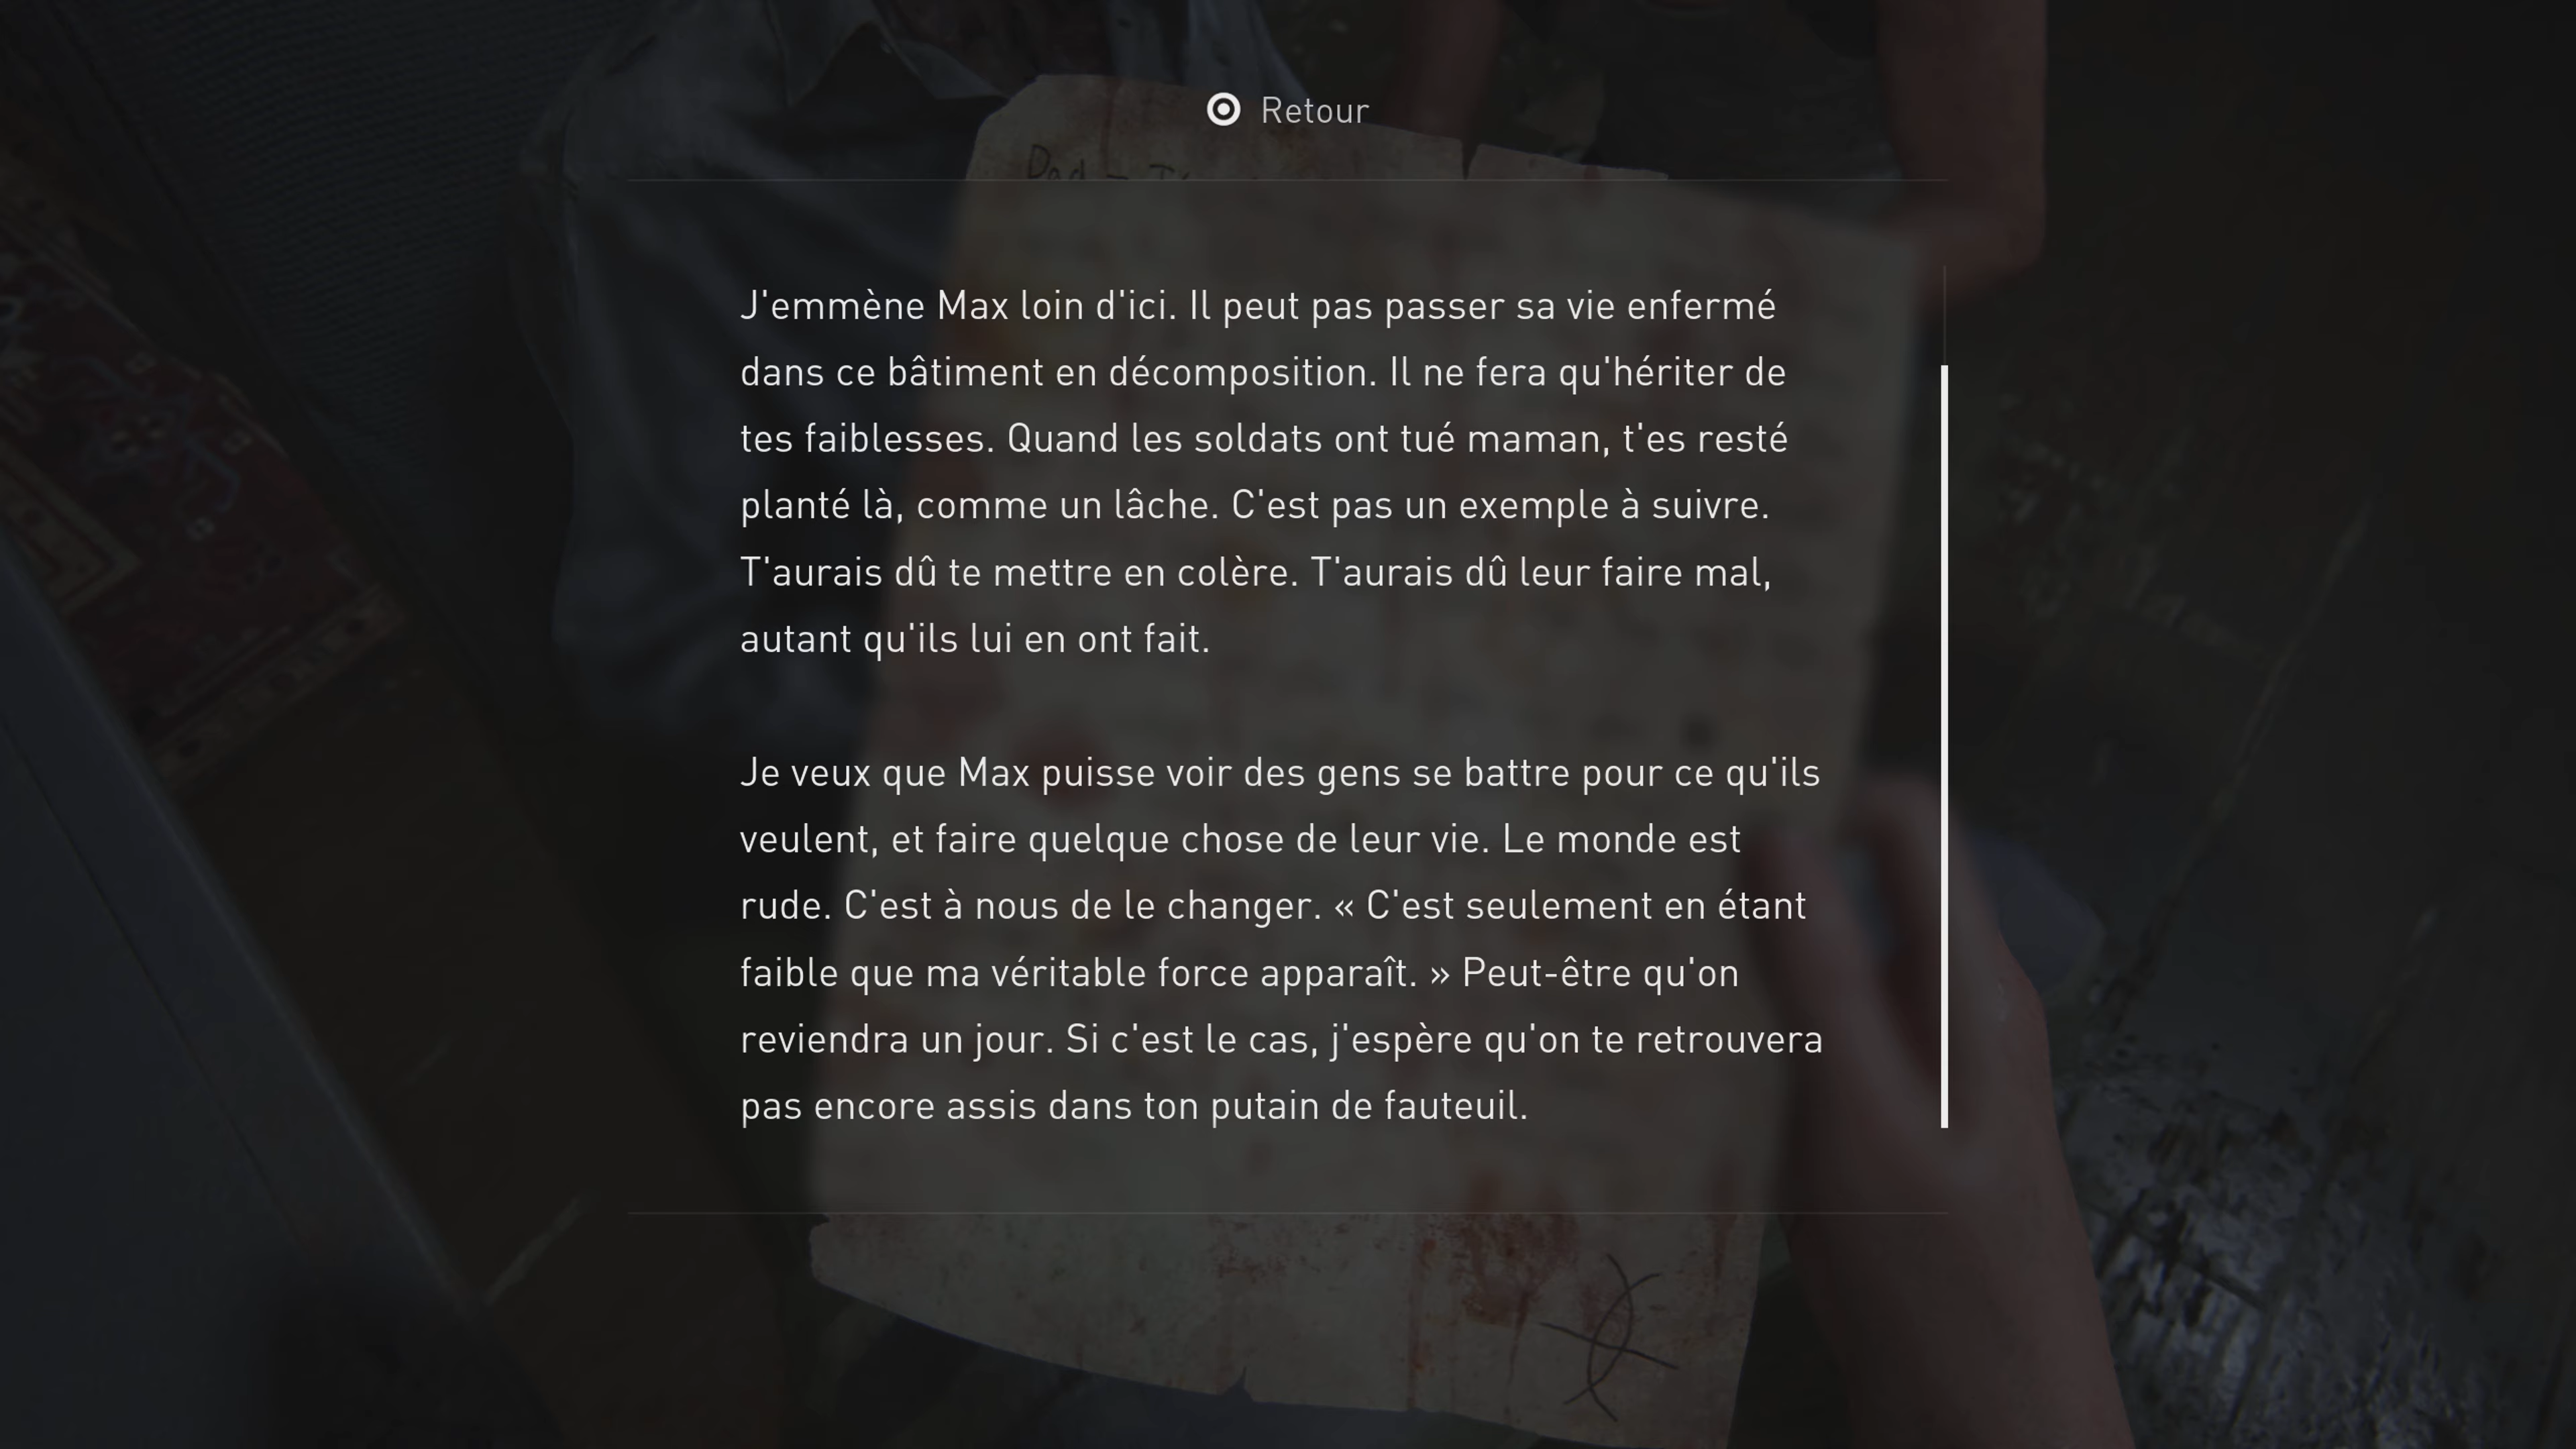 Retour
Dad -
J'emmène Max loin d'ici. Il peut pas passer sa vie enfermé
dans ce bâtiment en décomposition. Il ne fera qu'hériter de
tes faiblesses. Quand les soldats ont tué maman, t'es resté
planté là, comme un lâche. C'est pas un exemple à suivre.
T'aurais dû te mettre en colère. T'aurais dû leur faire mal,
autant qu'ils lui en ont fait.
Je veux que Max puisse voir des gens se battre pour ce qu'ils
veulent, et faire quelque chose de leur vie. Le monde est
rude. C'est à nous de le changer. « C'est seulement en étant
faible que ma véritable force apparaît. » Peut-être qu'on
reviendra un jour. Si c'est le cas, j'espère qu'on te retrouvera
pas encore assis dans ton putain de fauteuil.